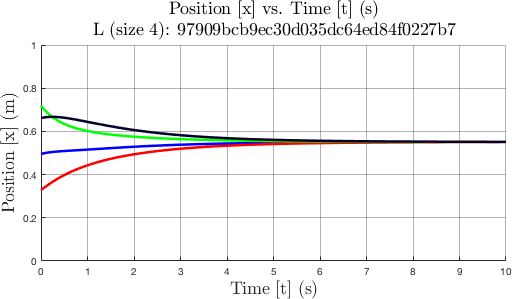 Position [x] vs. Time [t] (s)
L (size 4): 97909bcb9ec30d035dc64ed84f0227b7
Position [x] (m)
1
0.8
0.6
0.4
0.2
0
0 1 2 3 4 5 6 7 8 9 10
Time [t] (s)